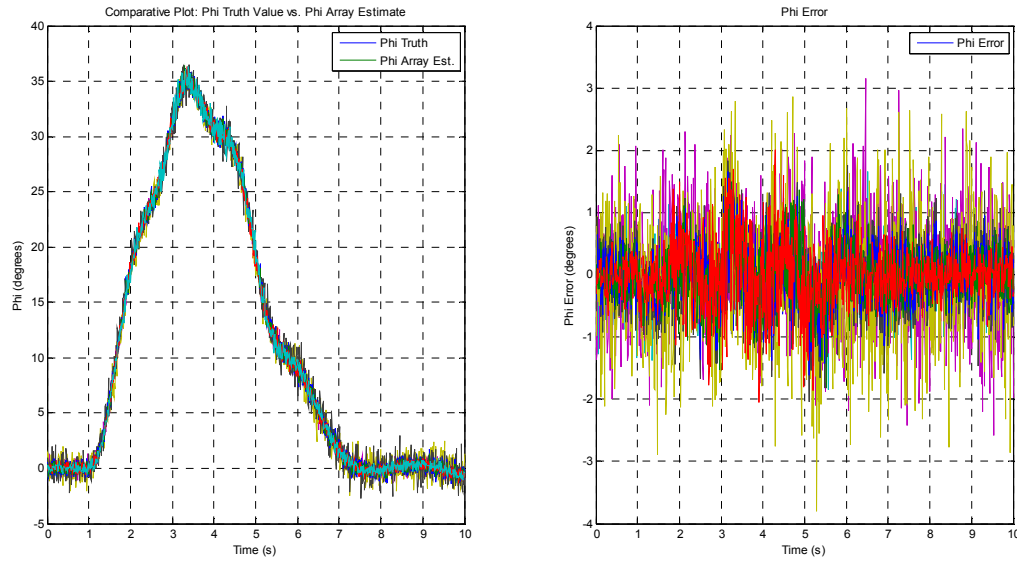 Comparative Plot: Phi Truth Value vs. Phi Array Estimate
Phi Truth
Phi Array Est.
Phi (degrees)
40
35
30
25
20
15
10
5
0
-5
0 1 2 3 4 5 6 7 8 9 10
Time (s)
Phi Error
Phi Error
Phi Error (degrees)
4
3
2
1
0
-1
-2
-3
-4
0 1 2 3 4 5 6 7 8 9 10
Time (s)